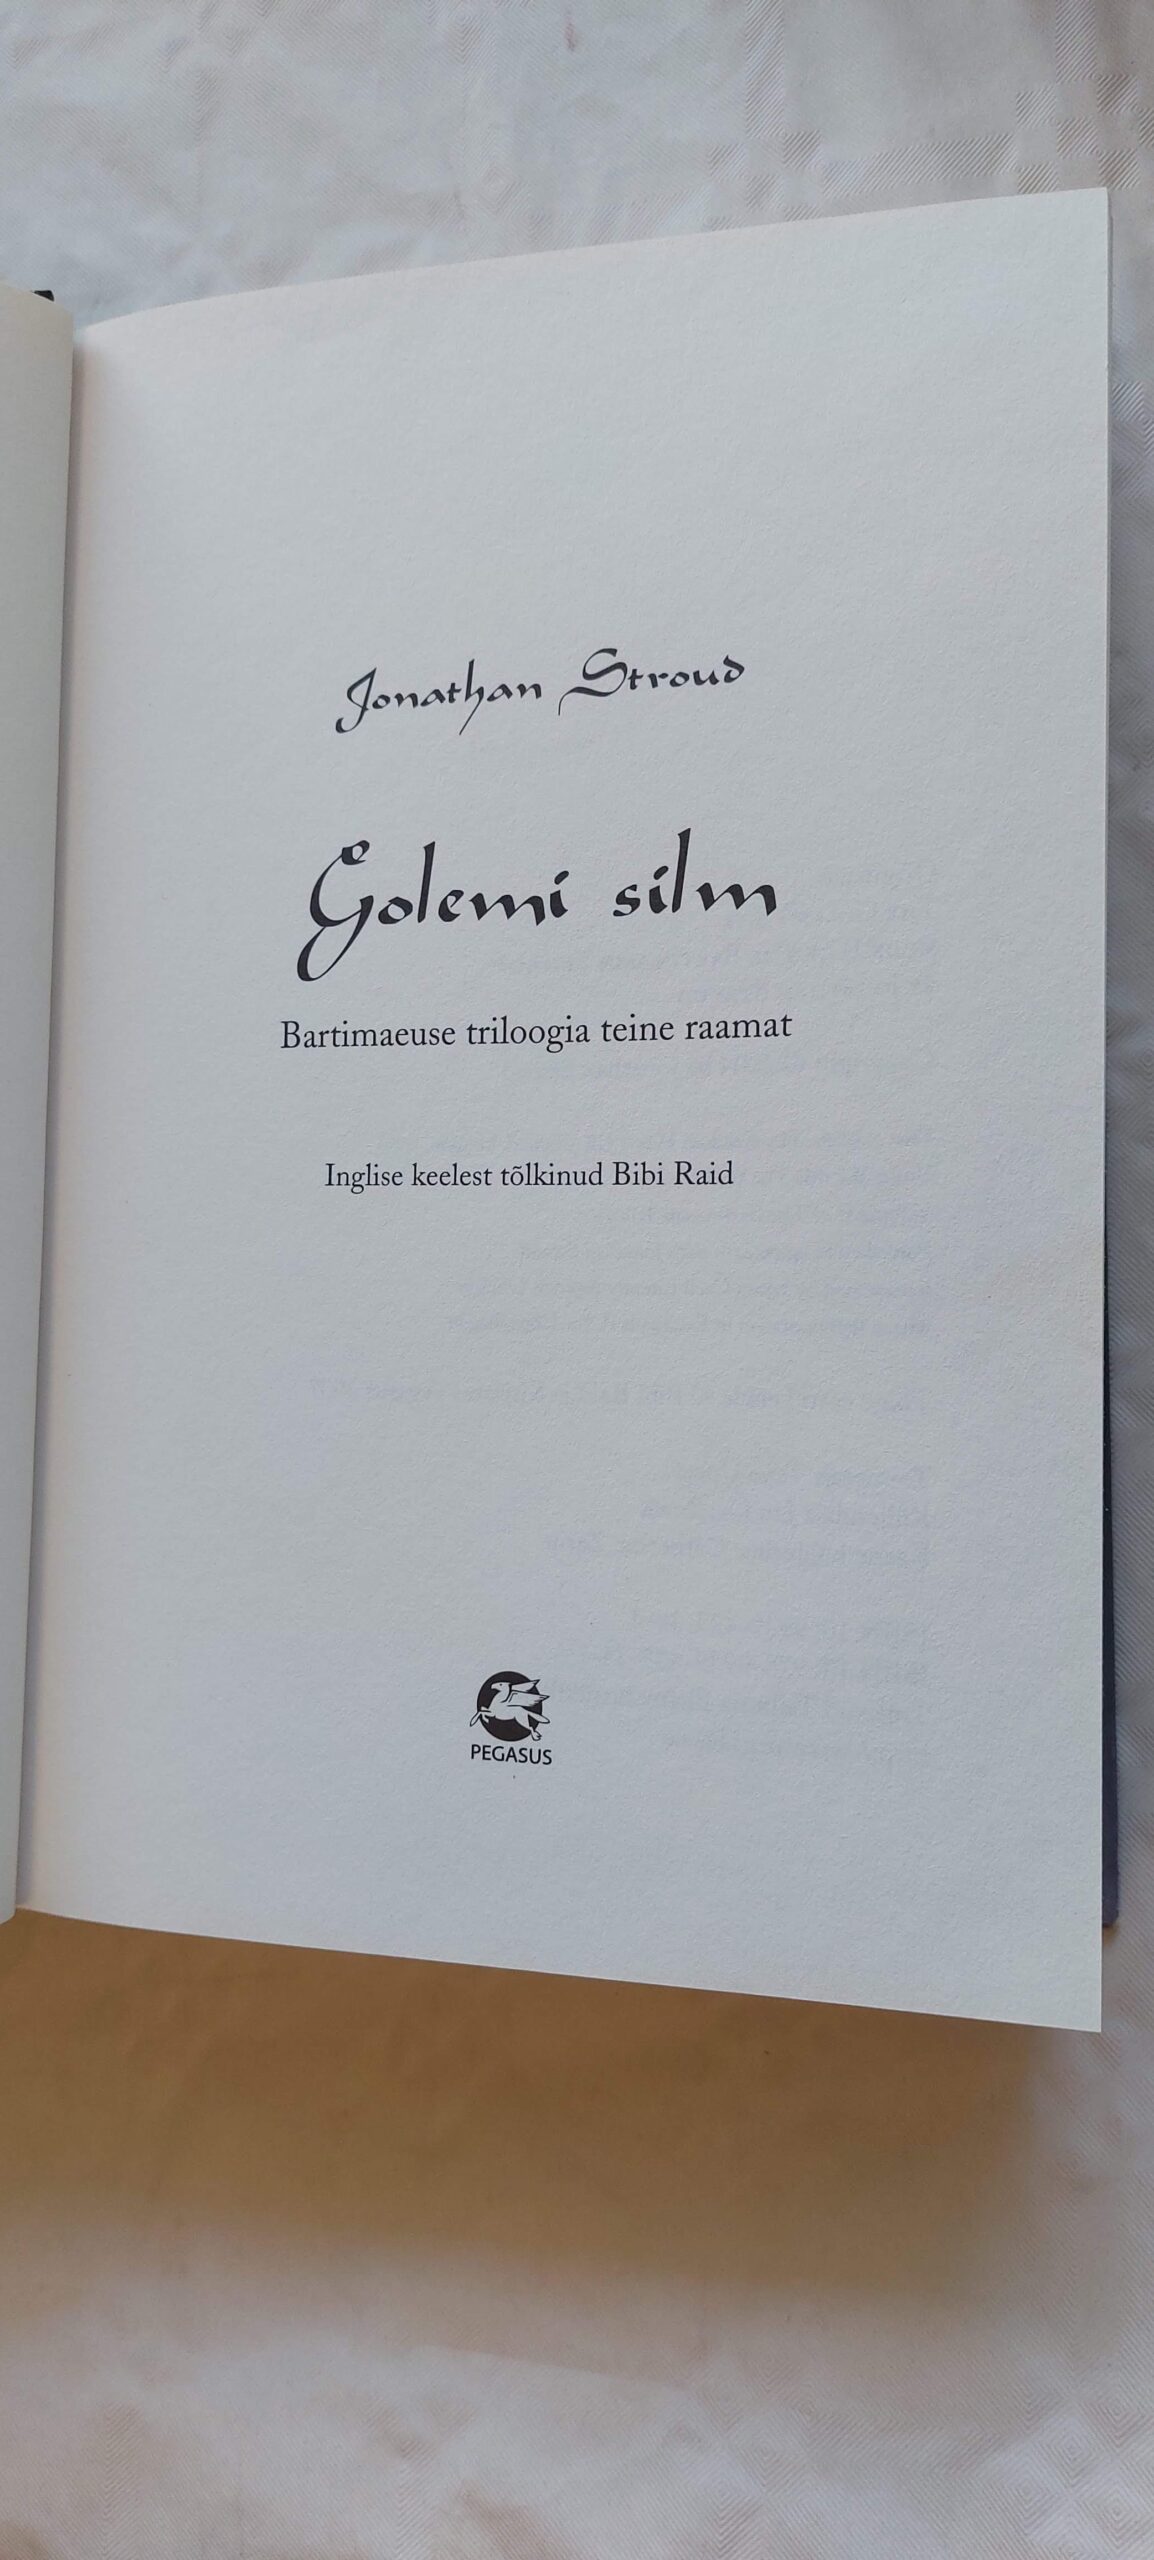 Jonathan Stroud
Golemi silm
Bartimaeuse triloogia teine raamat
Inglise keelest tõlkinud Bibi Raid
PEGASUS